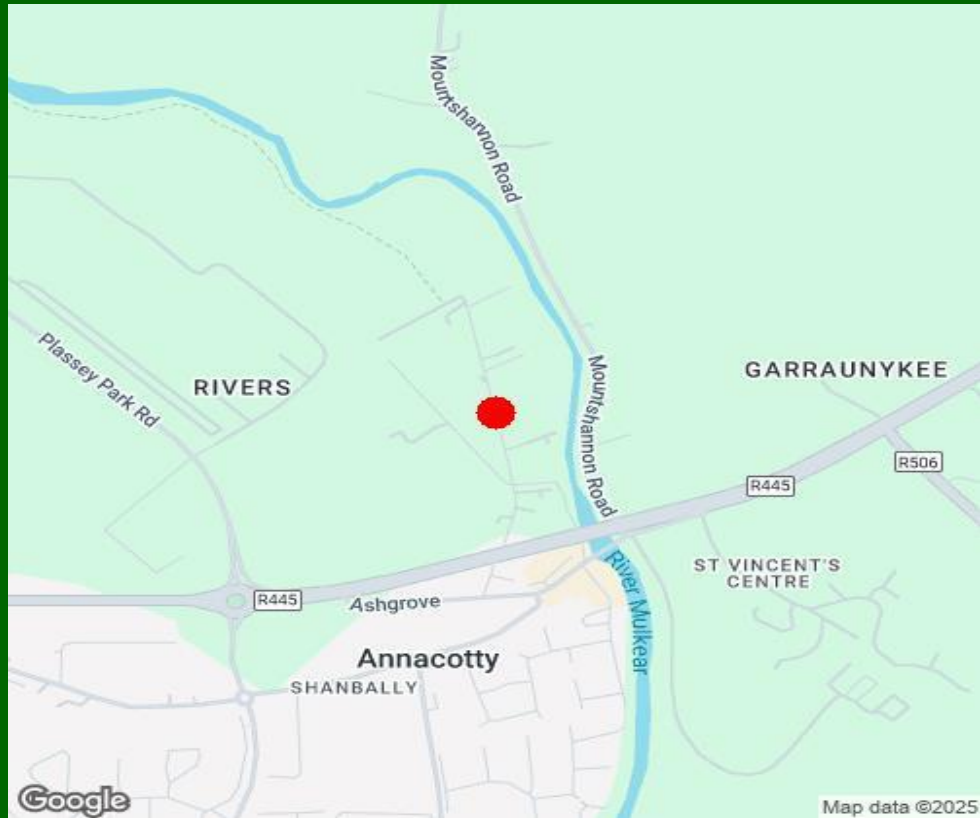 Mountshannon Road
Plassey Park Rd
RIVERS
Mountshannon Road
GARRAUNYKEE
R506
R445
ST VINCENT'S
CENTRE
River Mulkear
R445
Ashgrove
Annacotty
SHANBALLY
Google
Map data ©2025